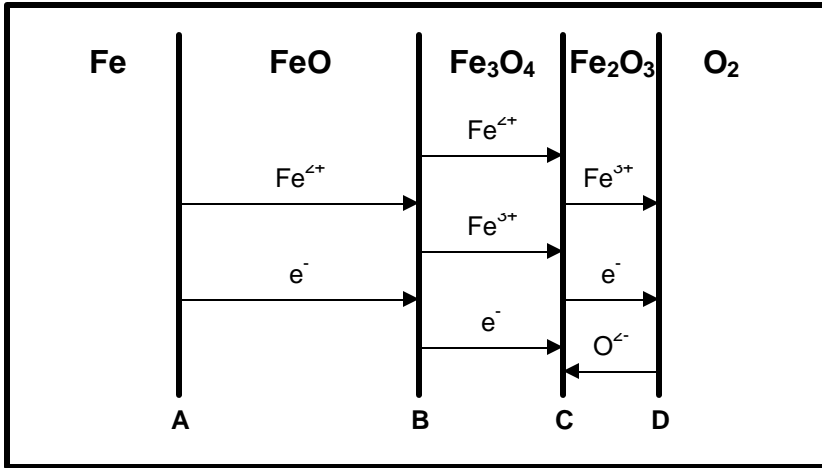 Fe FeO Fe₃O₄ Fe₂O₃ O₂
Fe²⁺
Fe²⁺ Fe³⁺
Fe³⁺
e⁻ e⁻
e⁻
O²⁻
A B C D